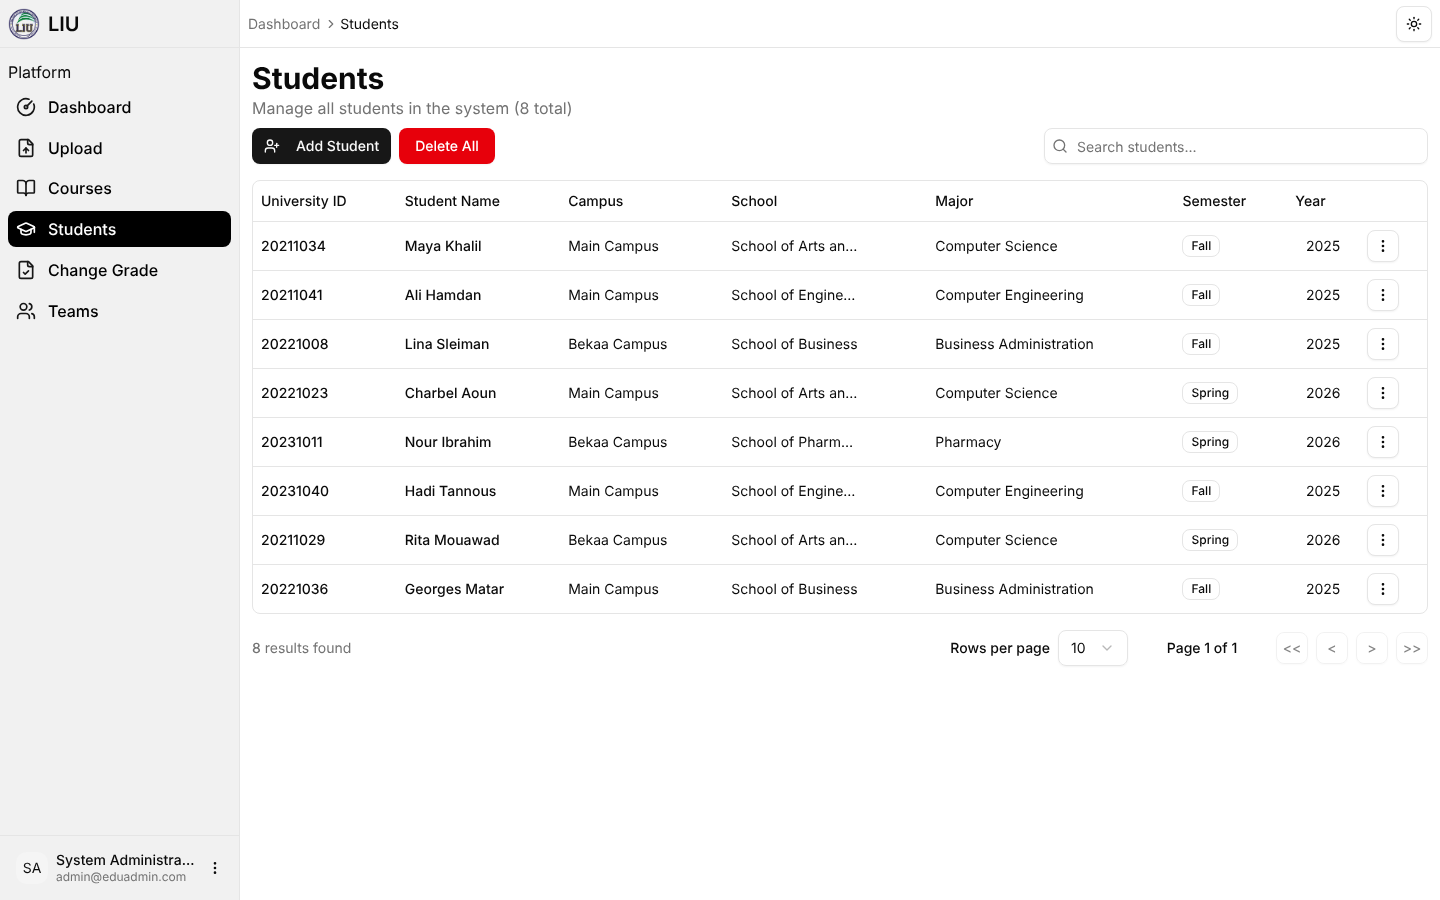 LIU
Dashboard > Students
Platform
Dashboard
Upload
Courses
Students
Change Grade
Teams
System Administra...
SA
admin@eduadmin.com
Students
Manage all students in the system (8 total)
Add Student
Delete All
Search students...
University ID Student Name Campus School Major Semester Year
20211034 Maya Khalil Main Campus School of Arts an... Computer Science Fall 2025
20211041 Ali Hamdan Main Campus School of Engine... Computer Engineering Fall 2025
20221008 Lina Sleiman Bekaa Campus School of Business Business Administration Fall 2025
20221023 Charbel Aoun Main Campus School of Arts an... Computer Science Spring 2026
20231011 Nour Ibrahim Bekaa Campus School of Pharm... Pharmacy Spring 2026
20231040 Hadi Tannous Main Campus School of Engine... Computer Engineering Fall 2025
20211029 Rita Mouawad Bekaa Campus School of Arts an... Computer Science Spring 2026
20221036 Georges Matar Main Campus School of Business Business Administration Fall 2025
8 results found
Rows per page 10
Page 1 of 1
<< < > >>